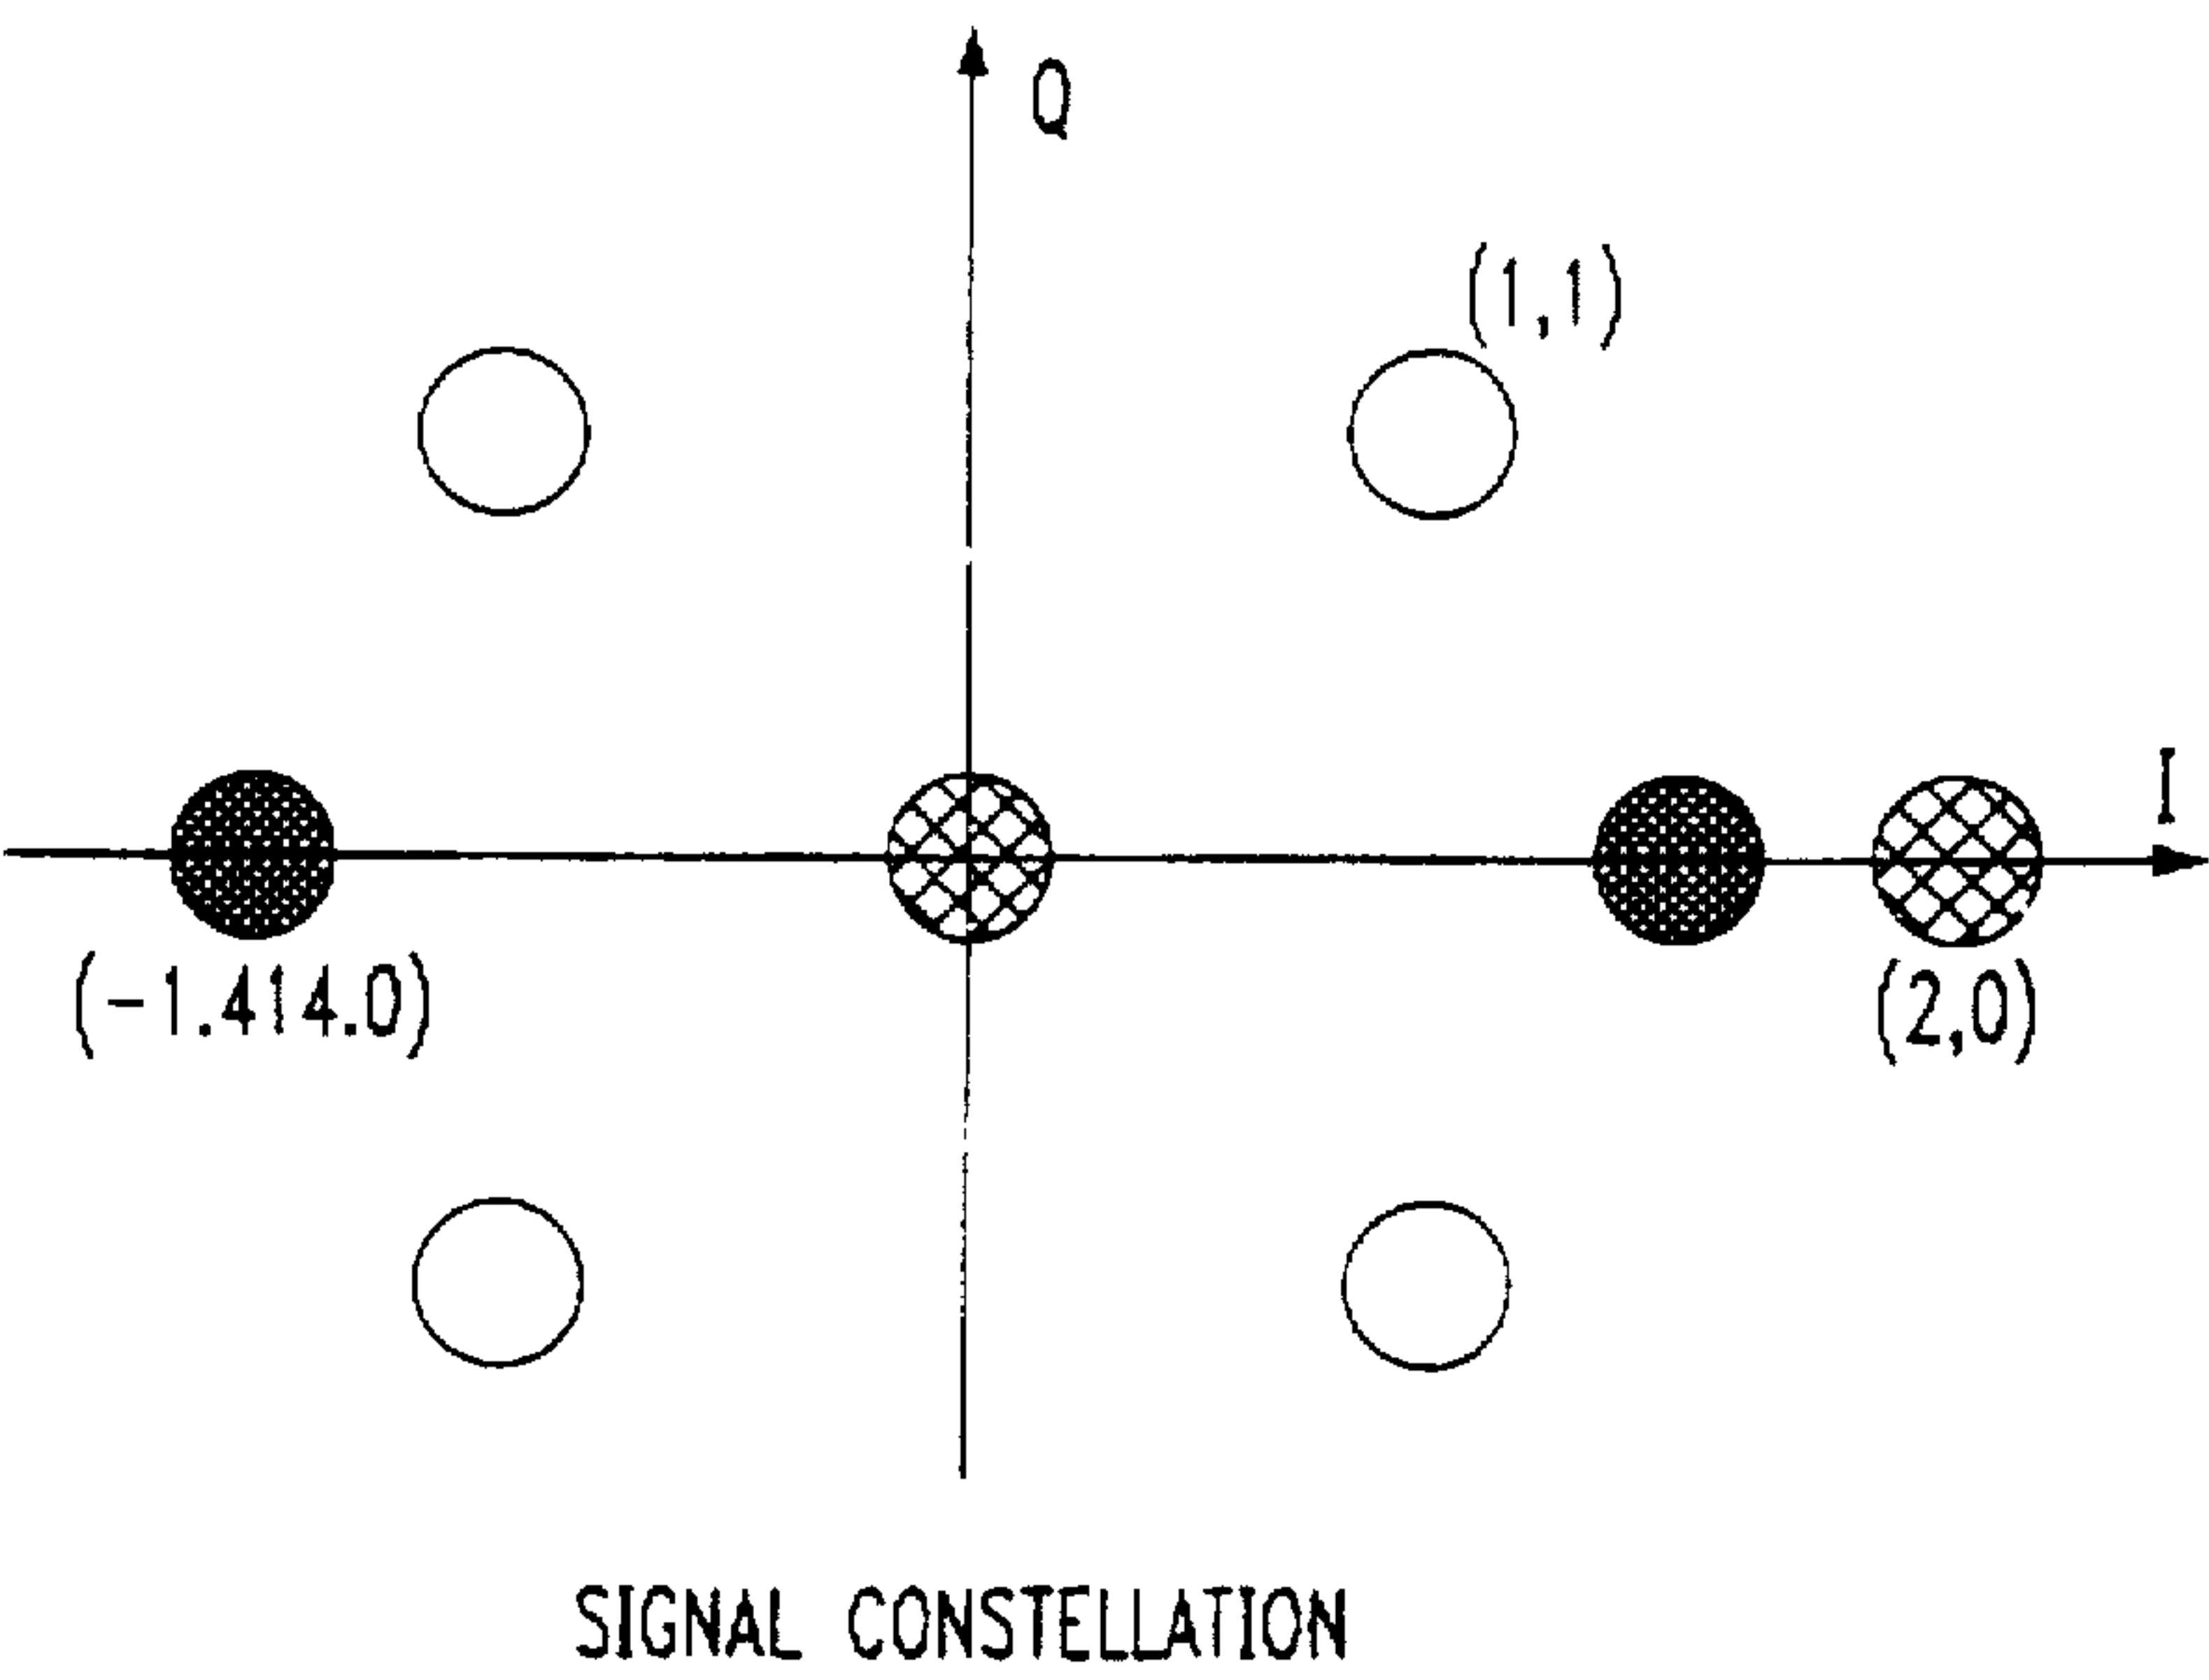 Q
(1,1)
I
(-1.414.0)
(2,0)
SIGNAL CONSTELLATION